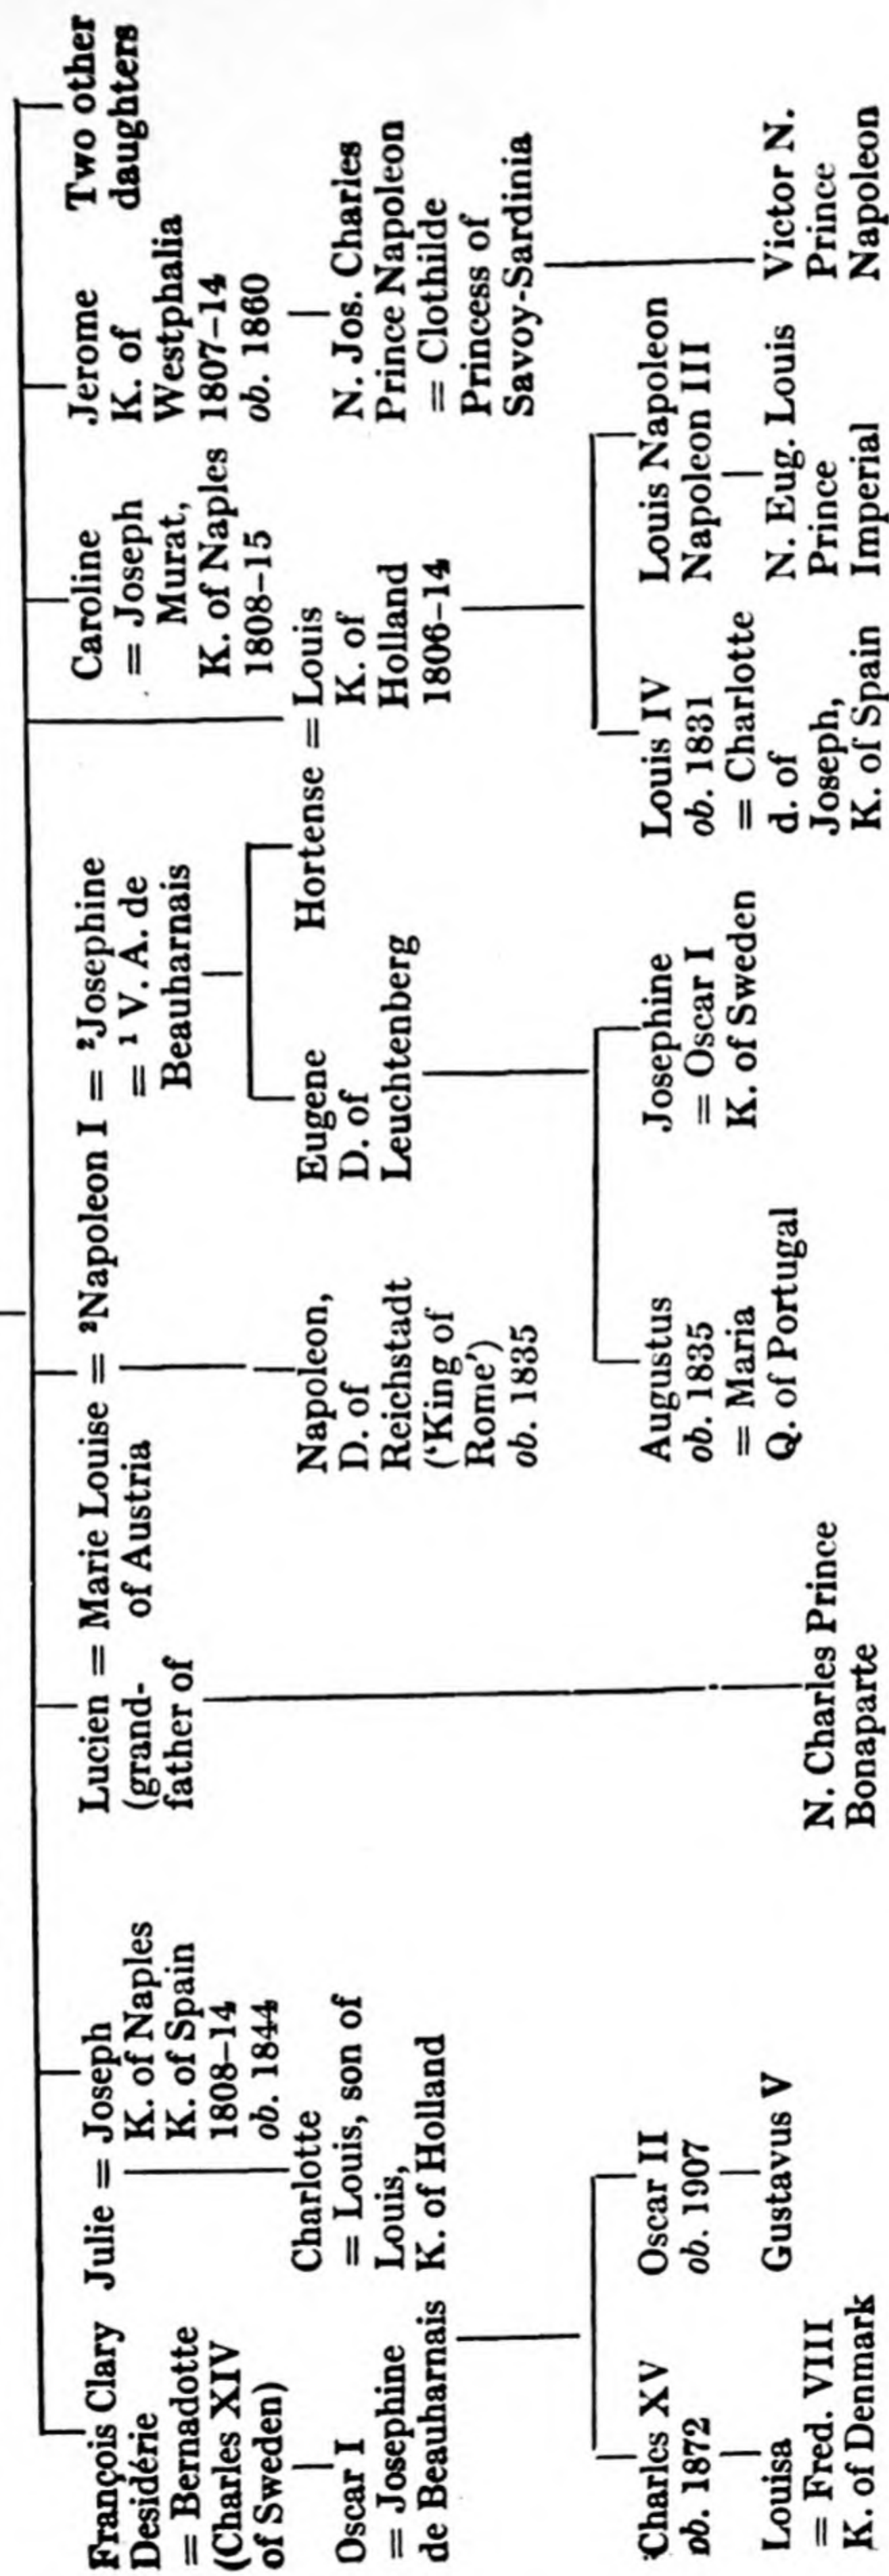 François Clary
Desidérie
= Bernadotte
(Charles XIV
of Sweden)
Oscar I
= Josephine
de Beauharnais
Charles XV
ob. 1872
Louisa
= Fred. VIII
K. of Denmark
Oscar II
ob. 1907
Gustavus V
Julie = Joseph
K. of Naples
K. of Spain
1808–14
ob. 1844
Charlotte
= Louis, son of
Louis,
K. of Holland
Lucien = Marie Louise = ²Napoleon I = ²Josephine
(grand-
father of
of Austria
= ¹ V. A. de
Beauharnais
N. Charles Prince
Bonaparte
Napoleon,
D. of
Reichstadt
('King of
Rome')
ob. 1835
Eugene
D. of
Leuchtenberg
Augustus
ob. 1835
= Maria
Q. of Portugal
Josephine
= Oscar I
K. of Sweden
Hortense = Louis
K. of
Holland
1806–14
Louis IV
ob. 1831
= Charlotte
d. of
Joseph,
K. of Spain
Louis Napoleon
Napoleon III
N. Eug. Louis
Prince
Imperial
Caroline
= Joseph
Murat,
K. of Naples
1808–15
Jerome
K. of
Westphalia
1807–14
ob. 1860
N. Jos. Charles
Prince Napoleon
= Clothilde
Princess of
Savoy-Sardinia
Victor N.
Prince
Napoleon
Two other
daughters